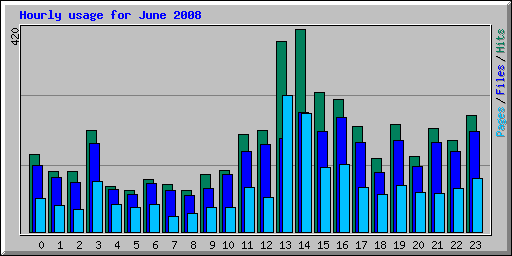 Hourly usage for June 2008
420
Pages / Files / Hits
0 1 2 3 4 5 6 7 8 9 10 11 12 13 14 15 16 17 18 19 20 21 22 23